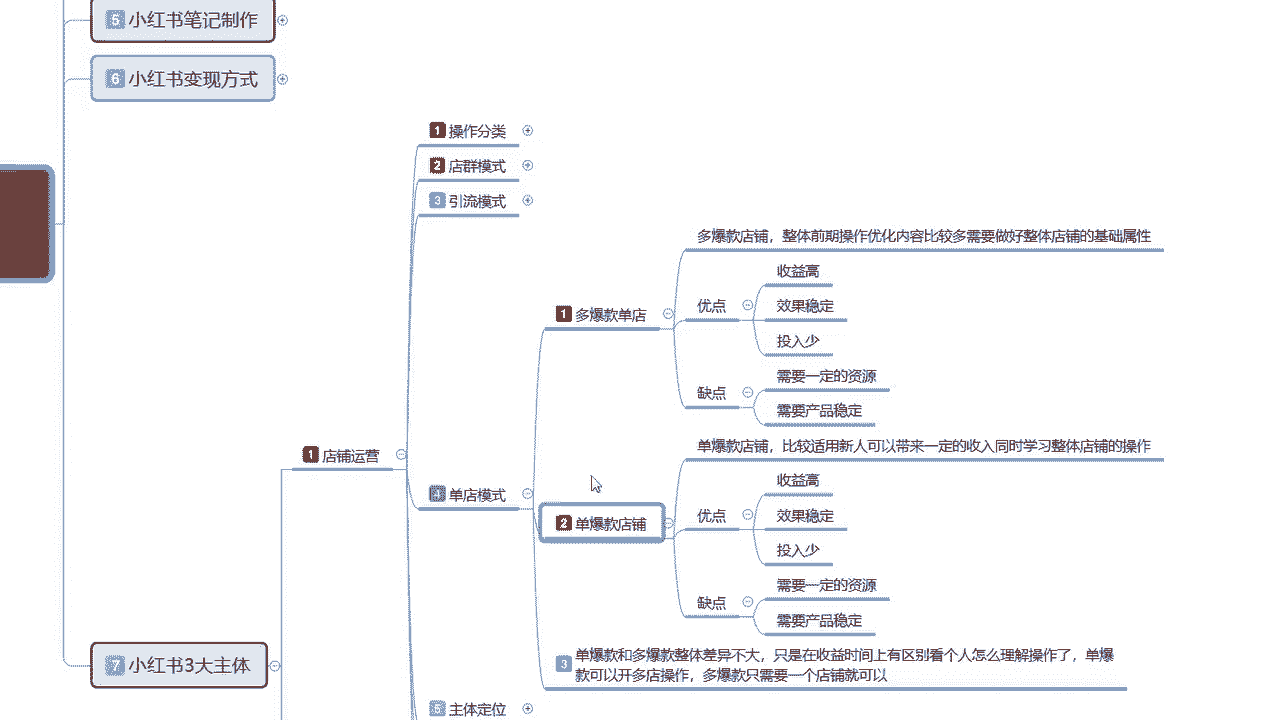 5 小红书笔记制作
6 小红书变现方式
1 操作分类
2 店群模式
3 引流模式
多爆款店铺，整体前期操作优化内容比较多需要做好整体店铺的基础属性
收益高
1 多爆款单店
优点
效果稳定
投入少
需要一定的资源
缺点
需要产品稳定
单爆款店铺，比较适用新人可以带来一定的收入同时学习整体店铺的操作
1 店铺运营
收益高
4 单店模式
2 单爆款店铺
优点
效果稳定
投入少
需要一定的资源
缺点
需要产品稳定
7 小红书3大主体
3 单爆款和多爆款整体差异不大，只是在收益时间上有区别看个人怎么理解操作了，单爆
款可以开多店操作，多爆款只需要一个店铺就可以
5 主体定位